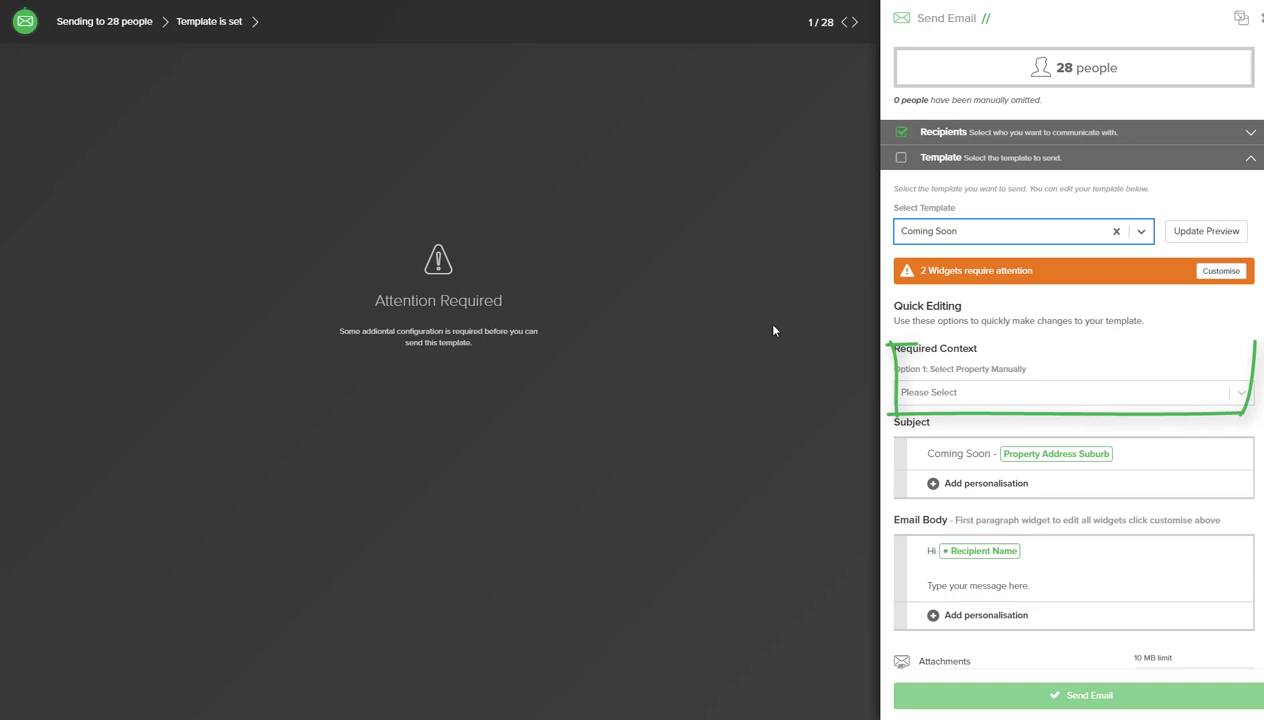 Sending to 28 people
Template is set
1 / 28
Send Email //
28 people
0 people have been manually omitted.
Recipients Select who you want to communicate with.
Template Select the template to send.
Select the template you want to send. You can edit your template below.
Select Template
Coming Soon
Update Preview
2 Widgets require attention
Customise
Attention Required
Some addiontal configuration is required before you can
send this template.
Quick Editing
Use these options to quickly make changes to your template.
Required Context
Option 1: Select Property Manually
Please Select
Subject
Coming Soon - Property Address Suburb
Add personalisation
Email Body - First paragraph widget to edit all widgets click customise above
Hi • Recipient Name
Type your message here.
Add personalisation
Attachments
10 MB limit
Send Email